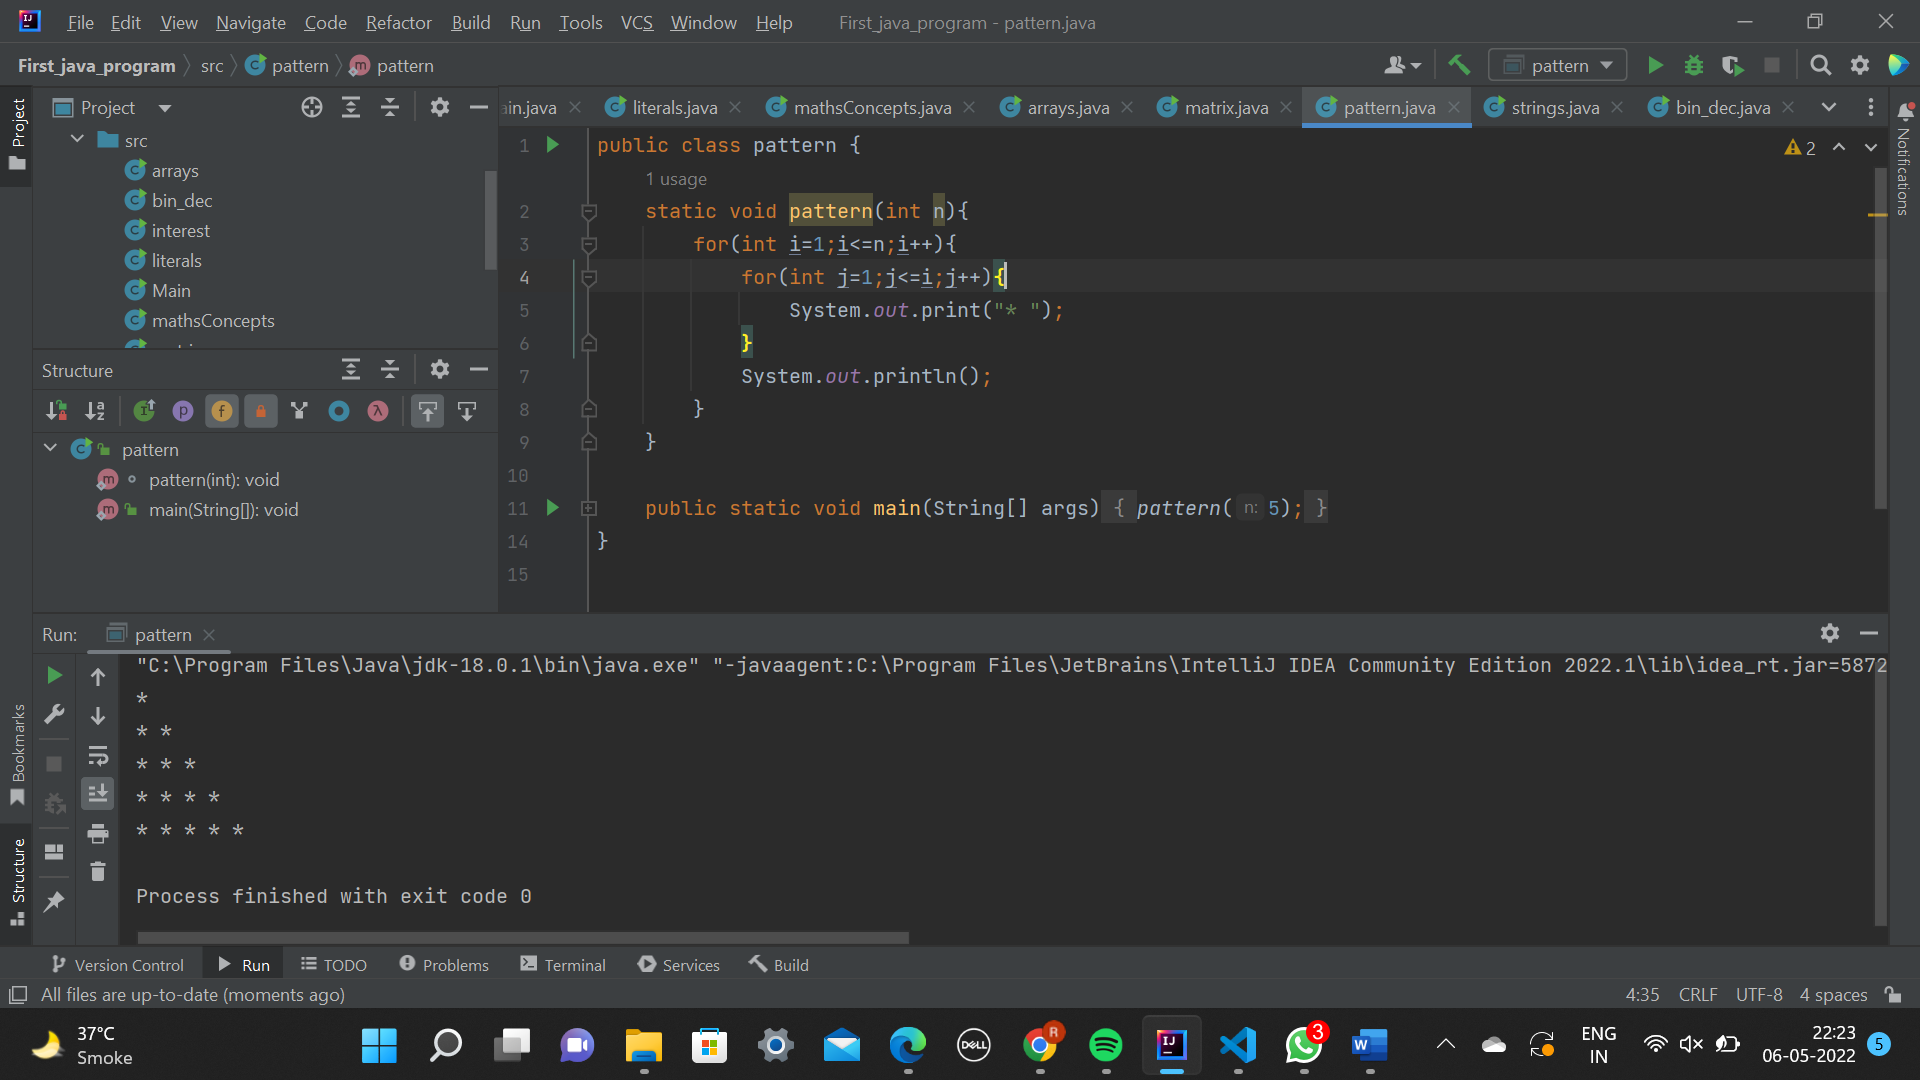 File Edit View Navigate Code Refactor Build Run Tools VCS Window Help First_java_program - pattern.java
First_java_program src pattern pattern
pattern
Project
Project
ain.java literals.java mathsConcepts.java arrays.java matrix.java pattern.java strings.java bin_dec.java
src
arrays
bin_dec
interest
literals
Main
mathsConcepts
Structure
pattern
pattern(int): void
main(String[]): void
1 public class pattern {
2
1 usage
2 static void pattern(int n){
3 for(int i=1;i<=n;i++){
4 for(int j=1;j<=i;j++){
5 System.out.print("* ");
6 }
7 System.out.println();
8 }
9 }
10
11 public static void main(String[] args) { pattern( n: 5); }
14 }
15
Notifications
Run: pattern
"C:\Program Files\Java\jdk-18.0.1\bin\java.exe" "-javaagent:C:\Program Files\JetBrains\IntelliJ IDEA Community Edition 2022.1\lib\idea_rt.jar=5872
*
* *
* * *
* * * *
* * * * *
Process finished with exit code 0
Bookmarks
Structure
Version Control Run TODO Problems Terminal Services Build
All files are up-to-date (moments ago) 4:35 CRLF UTF-8 4 spaces
37°C
Smoke
DELL
R
IJ
3
W
ENG
IN
22:23
06-05-2022
5